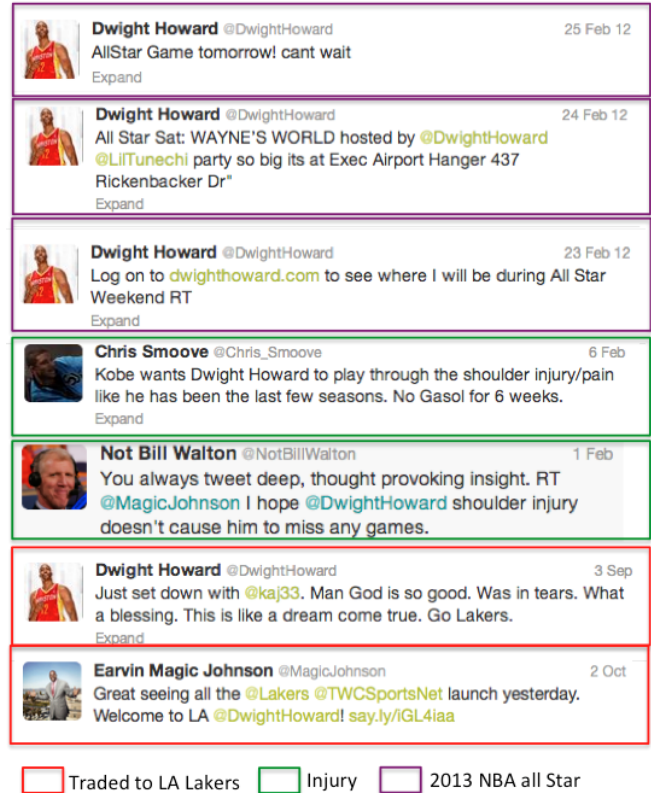 Dwight Howard @DwightHoward 25 Feb 12
AllStar Game tomorrow! cant wait
Expand
Dwight Howard @DwightHoward 24 Feb 12
All Star Sat: WAYNE'S WORLD hosted by @DwightHoward
@LilTunechi party so big its at Exec Airport Hanger 437
Rickenbacker Dr"
Expand
Dwight Howard @DwightHoward 23 Feb 12
Log on to dwighthoward.com to see where I will be during All Star
Weekend RT
Expand
Chris Smoove @Chris_Smoove 6 Feb
Kobe wants Dwight Howard to play through the shoulder injury/pain
like he has been the last few seasons. No Gasol for 6 weeks.
Expand
Not Bill Walton @NotBillWalton 1 Feb
You always tweet deep, thought provoking insight. RT
@MagicJohnson I hope @DwightHoward shoulder injury
doesn't cause him to miss any games.
Dwight Howard @DwightHoward 3 Sep
Just set down with @kaj33. Man God is so good. Was in tears. What
a blessing. This is like a dream come true. Go Lakers.
Expand
Earvin Magic Johnson @MagicJohnson 2 Oct
Great seeing all the @Lakers @TWCSportsNet launch yesterday.
Welcome to LA @DwightHoward! say.ly/iGL4iaa
Traded to LA Lakers Injury 2013 NBA all Star